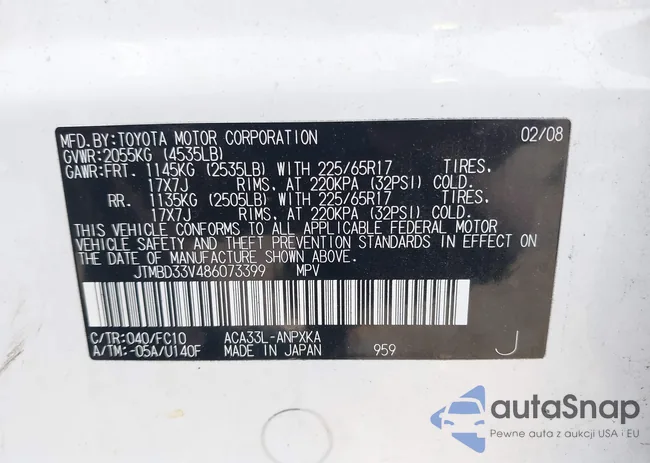 MFD.BY:TOYOTA MOTOR CORPORATION 02/08
GVWR:2055KG (4535LB)
GAWR:FRT. 1145KG (2535LB) WITH 225/65R17 TIRES,
17X7J RIMS, AT 220KPA (32PSI) COLD.
RR. 1135KG (2505LB) WITH 225/65R17 TIRES,
17X7J RIMS, AT 220KPA (32PSI) COLD.
THIS VEHICLE CONFORMS TO ALL APPLICABLE FEDERAL MOTOR
VEHICLE SAFETY AND THEFT PREVENTION STANDARDS IN EFFECT ON
THE DATE OF MANUFACTURE SHOWN ABOVE.
JTMBD33V486073399 MPV
C/TR:040/FC10 ACA33L-ANPXKA
A/TM:-05A/U140F MADE IN JAPAN 959 J
autaSnap
Pewne auta z aukcji USA i EU